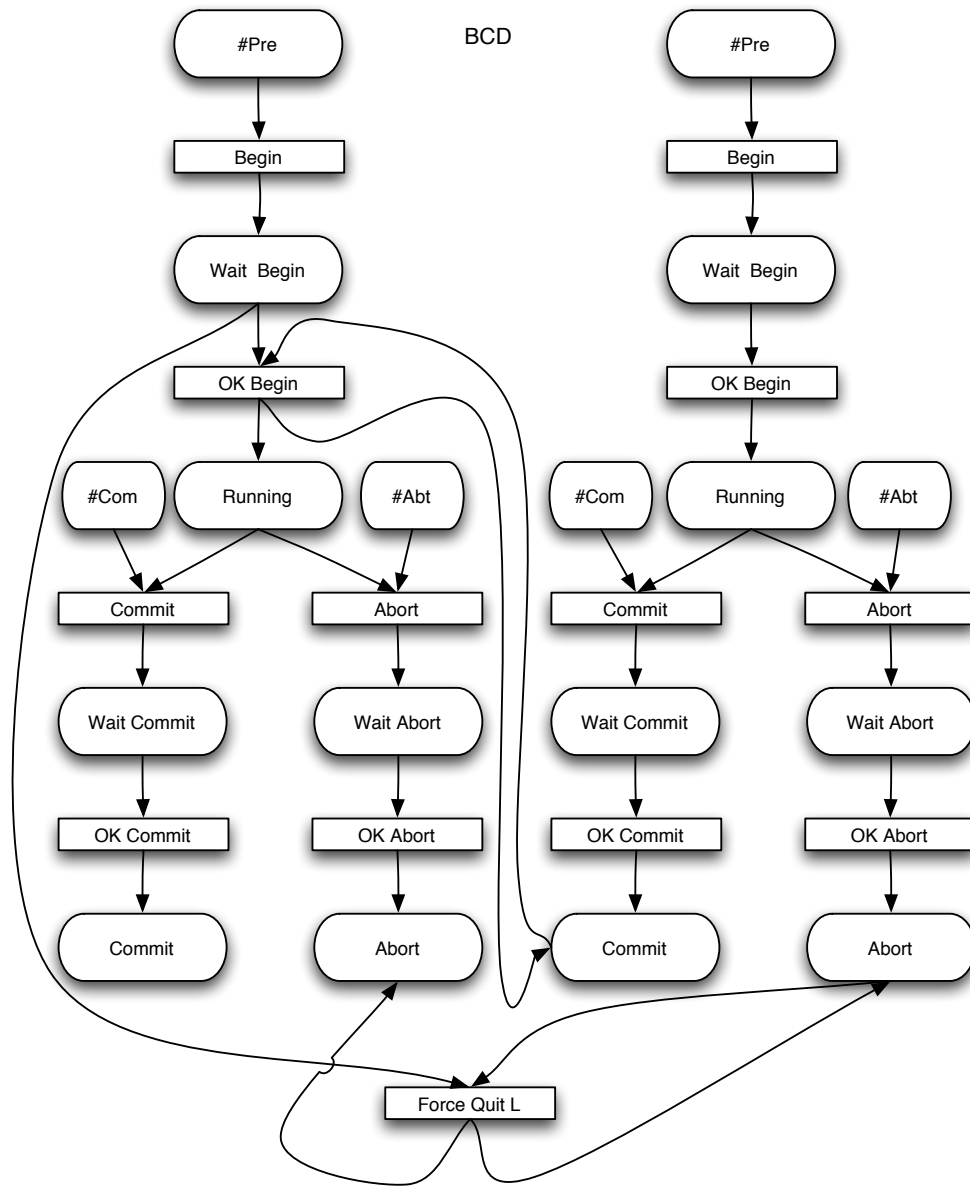 #Pre
BCD
#Pre
Begin
Begin
Wait Begin
Wait Begin
OK Begin
OK Begin
#Com
Running
#Abt
#Com
Running
#Abt
Commit
Abort
Commit
Abort
Wait Commit
Wait Abort
Wait Commit
Wait Abort
OK Commit
OK Abort
OK Commit
OK Abort
Commit
Abort
Commit
Abort
Force Quit L